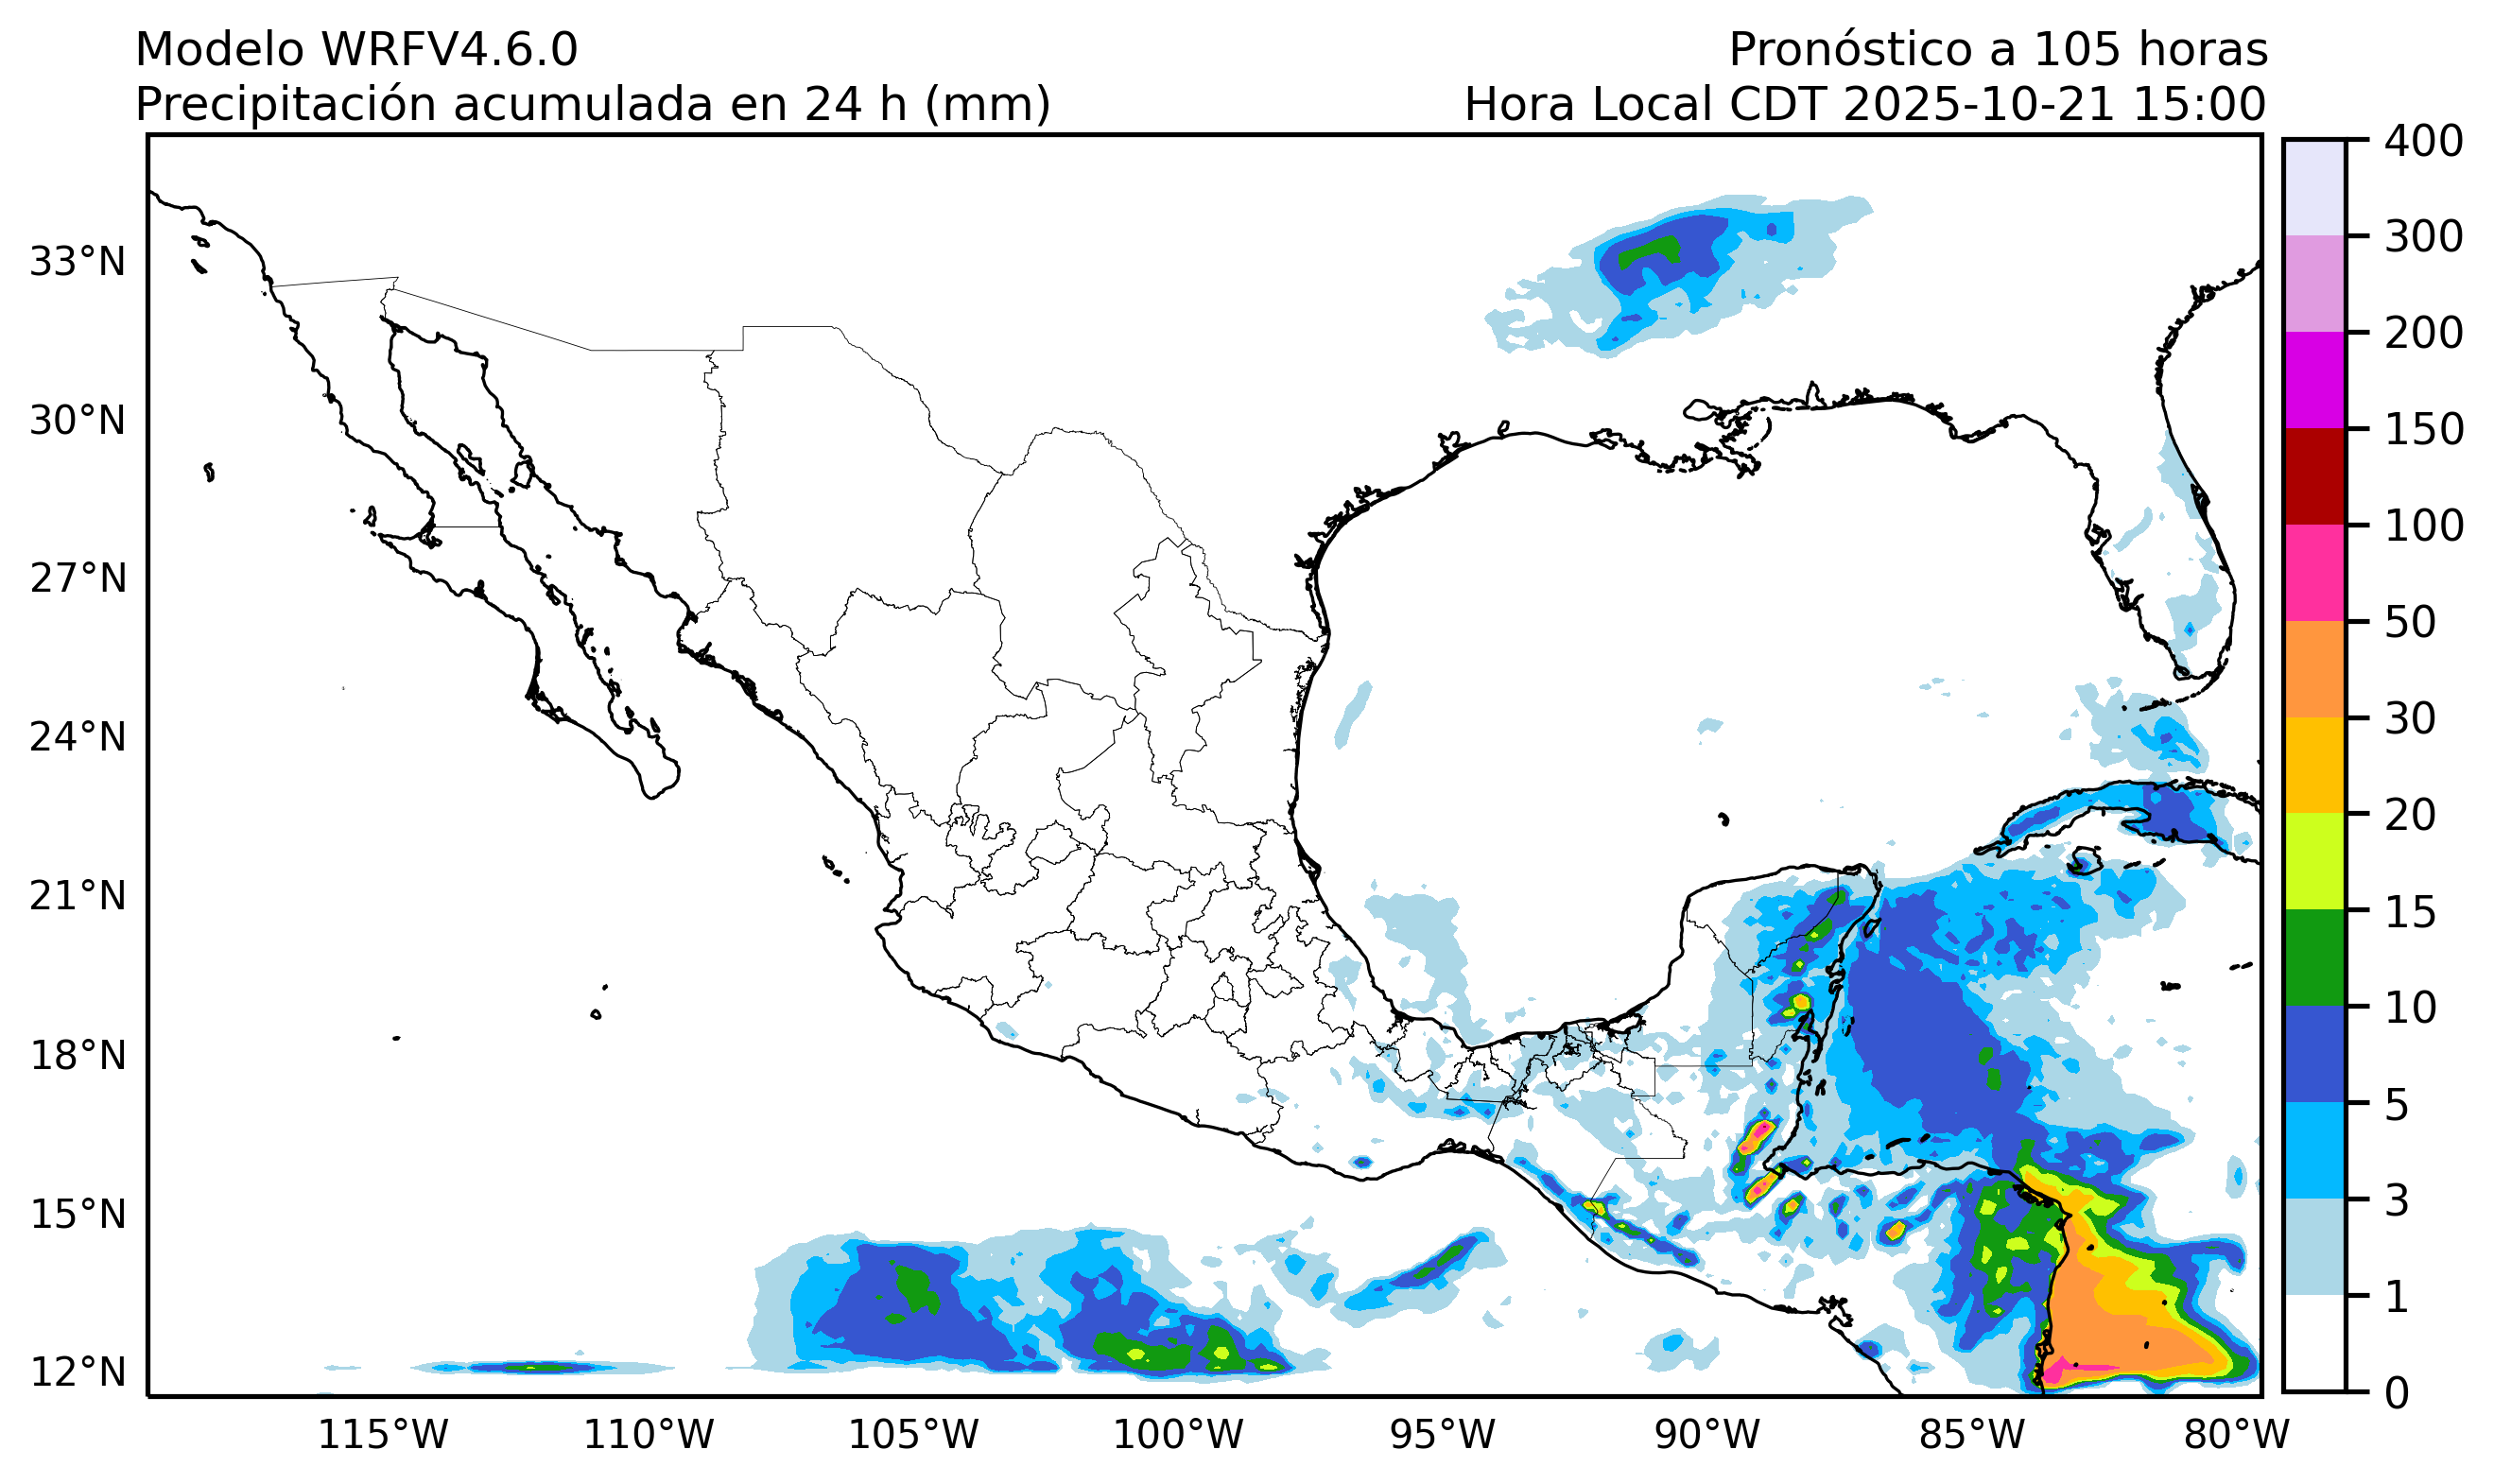 Modelo WRFV4.6.0
Pronóstico a 105 horas
Precipitación acumulada en 24 h (mm)
Hora Local CDT 2025-10-21 15:00
33°N
30°N
27°N
24°N
21°N
18°N
15°N
12°N
115°W
110°W
105°W
100°W
95°W
90°W
85°W
80°W
400
300
200
150
100
50
30
20
15
10
5
3
1
0